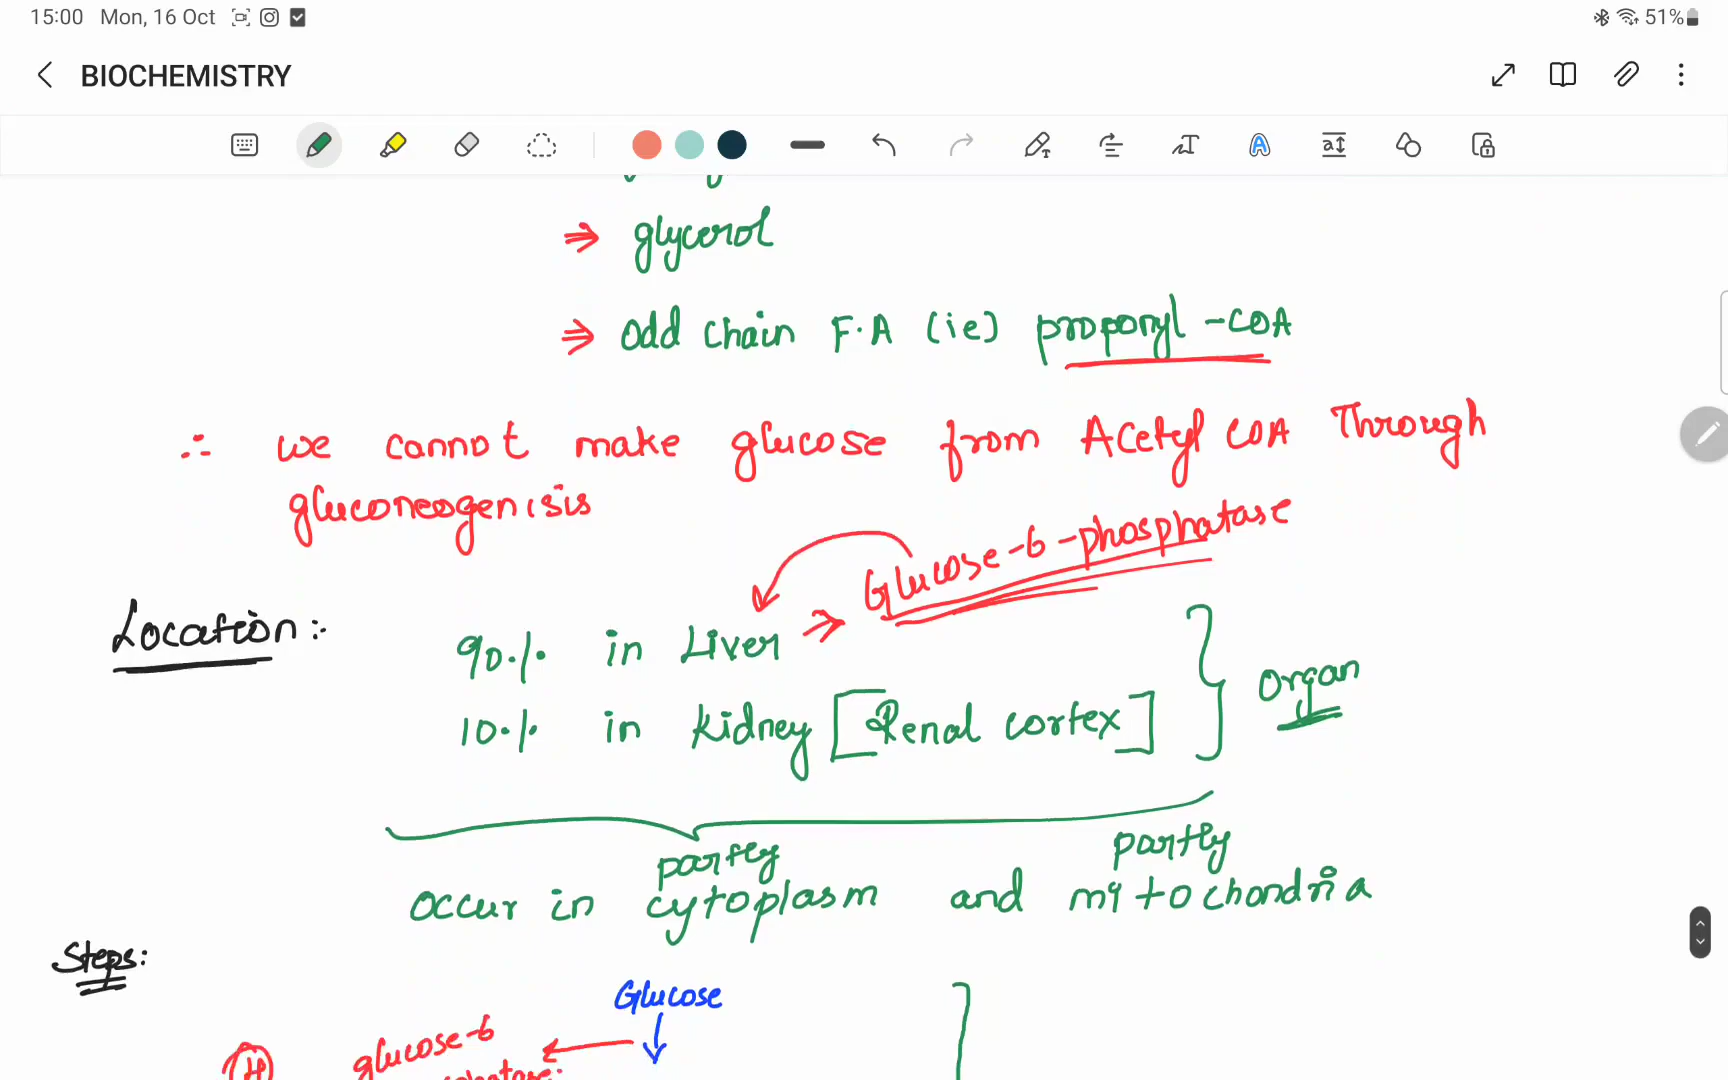 15:00 Mon, 16 Oct 51%
BIOCHEMISTRY
⇒ glycerol
⇒ odd chain F.A (ie) proponyl -COA
∴ we cannot make glucose from Acetyl COA Through
gluconeogenisis
Glucose-6-phosphatase
Location:-
90% in Liver ⇒
10% in kidney [Renal cortex]
Organ
partly partly
occur in cytoplasm and mitochondria
Steps:
Glucose
glucose-6